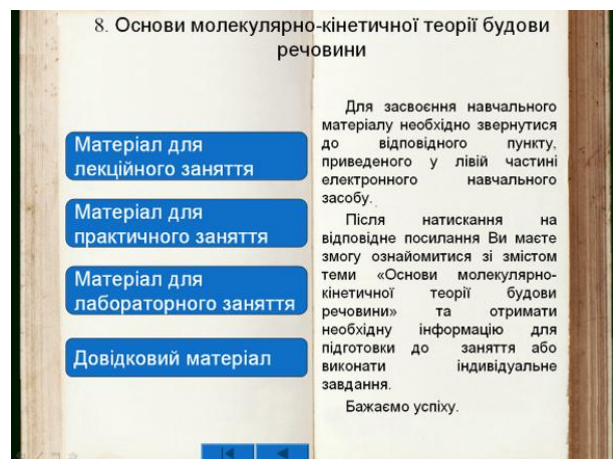 8. Основи молекулярно-кінетичної теорії будови
речовини
Матеріал для
лекційного заняття
Матеріал для
практичного заняття
Матеріал для
лабораторного заняття
Довідковий матеріал
Для засвоєння навчального
матеріалу необхідно звернутися
до відповідного пункту,
приведеного у лівій частині
електронного навчального
засобу.
Після натискання на
відповідне посилання Ви маєте
змогу ознайомитися зі змістом
теми «Основи молекулярно-
кінетичної теорії будови
речовини» та отримати
необхідну інформацію для
підготовки до заняття або
виконати індивідуальне
завдання.
Бажаємо успіху.